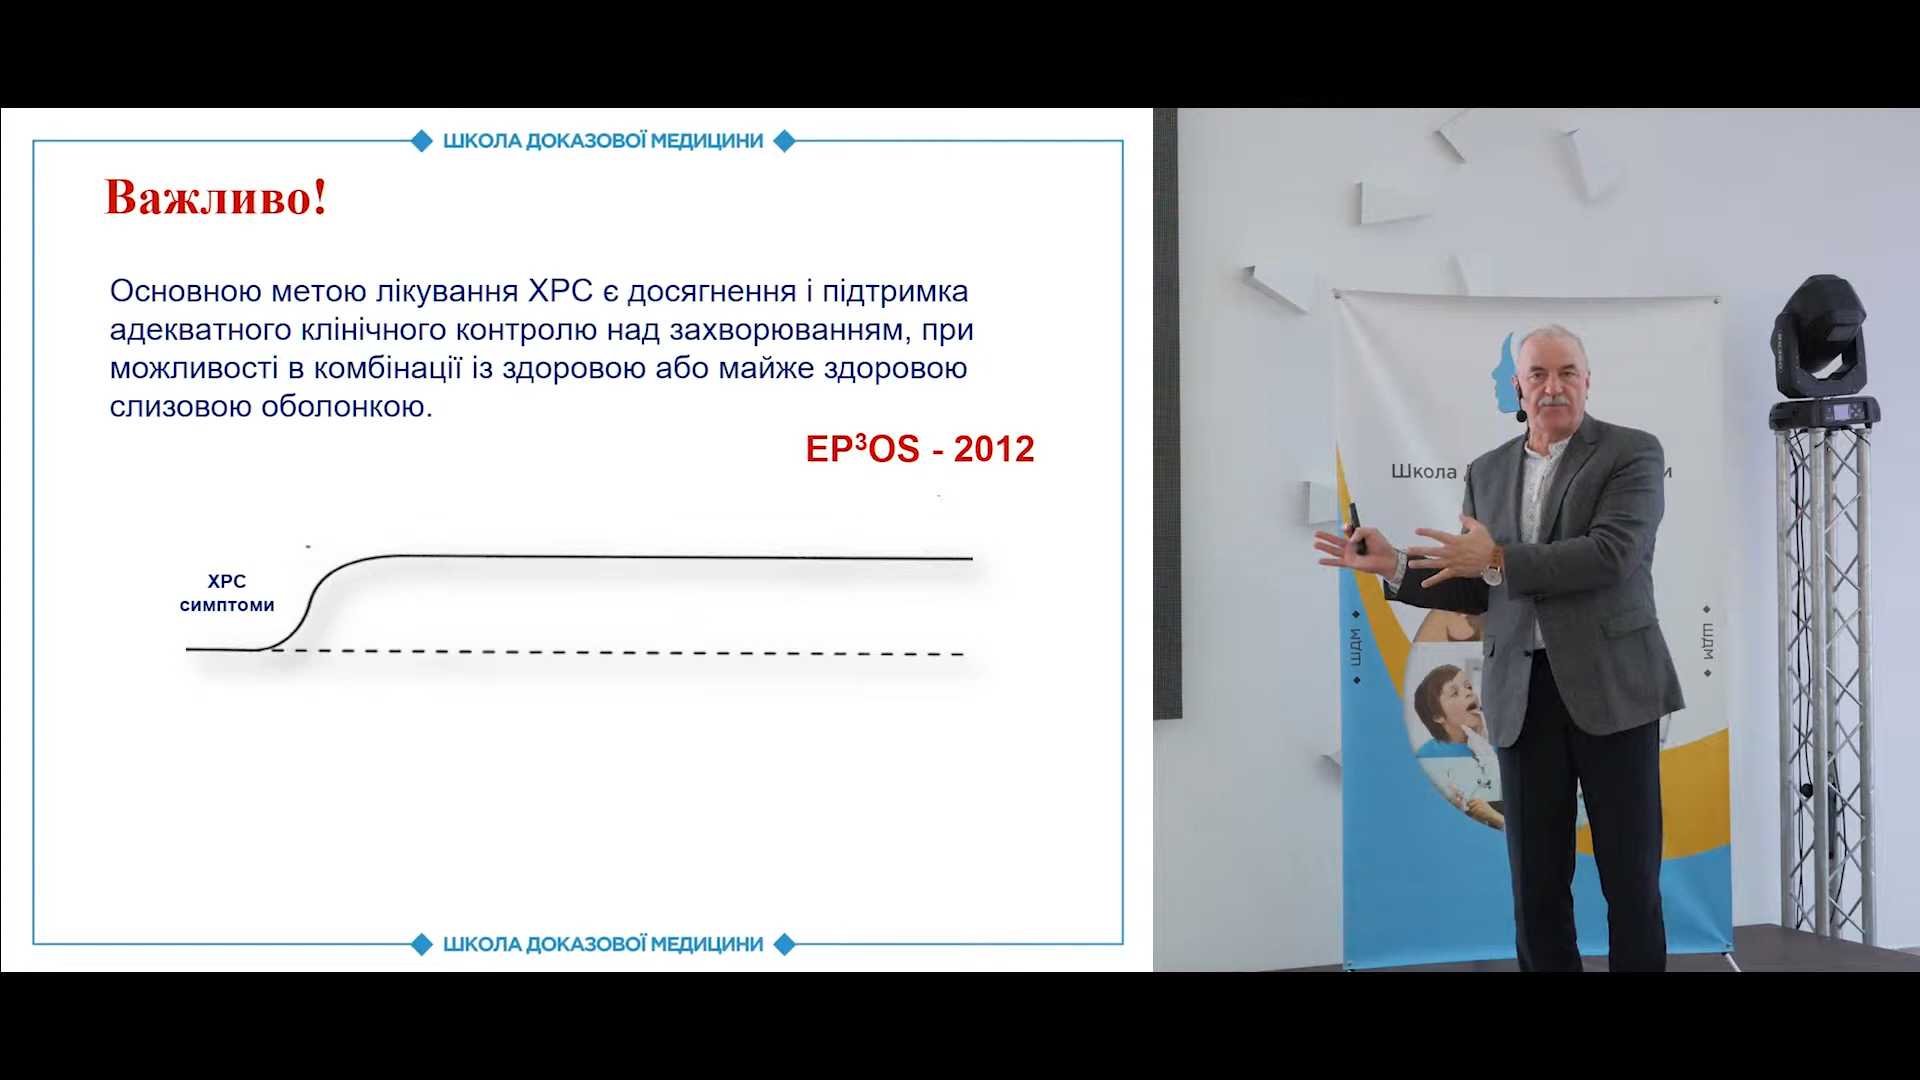 ШКОЛА ДОКАЗОВОЇ МЕДИЦИНИ
Важливо!
Основною метою лікування ХРС є досягнення і підтримка
адекватного клінічного контролю над захворюванням, при
можливості в комбінації із здоровою або майже здоровою
слизовою оболонкою.
EP³OS - 2012
ХРС
симптоми
ШКОЛА ДОКАЗОВОЇ МЕДИЦИНИ
Школа
ШДМ
ШДМ